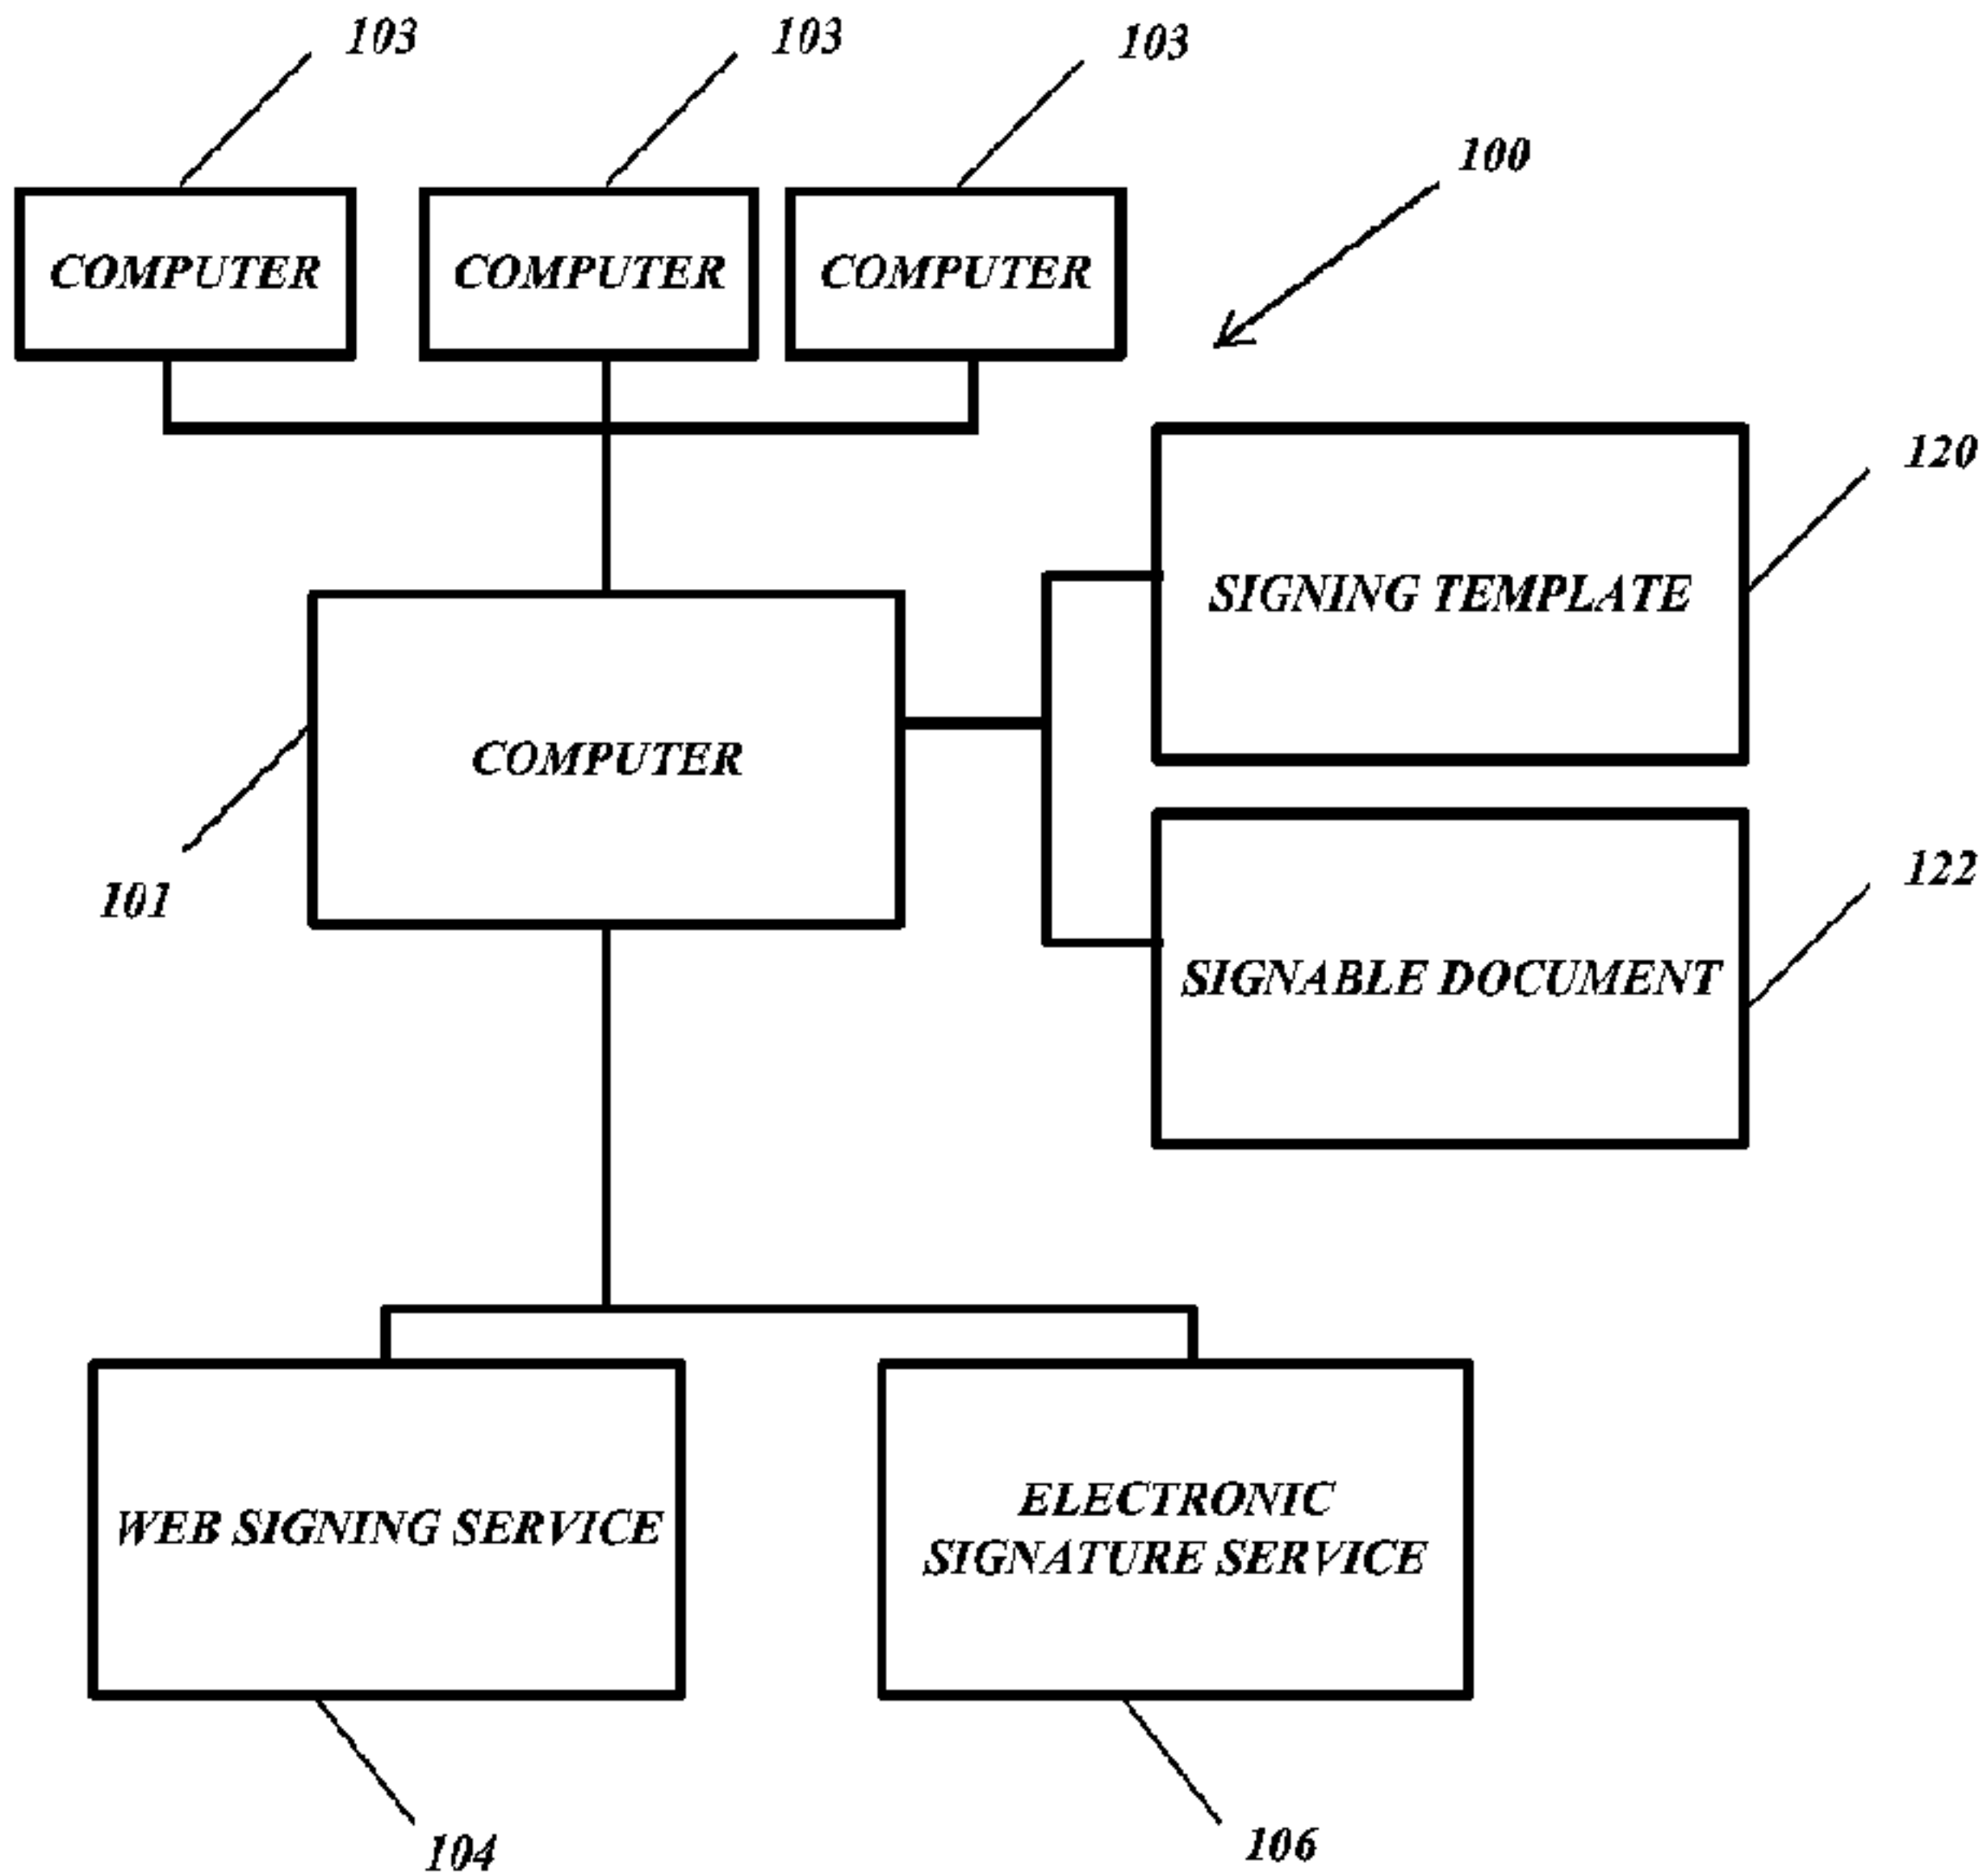 103
103
103
100
COMPUTER
COMPUTER
COMPUTER
120
SIGNING TEMPLATE
COMPUTER
101
122
SIGNABLE DOCUMENT
WEB SIGNING SERVICE
ELECTRONIC
SIGNATURE SERVICE
104
106